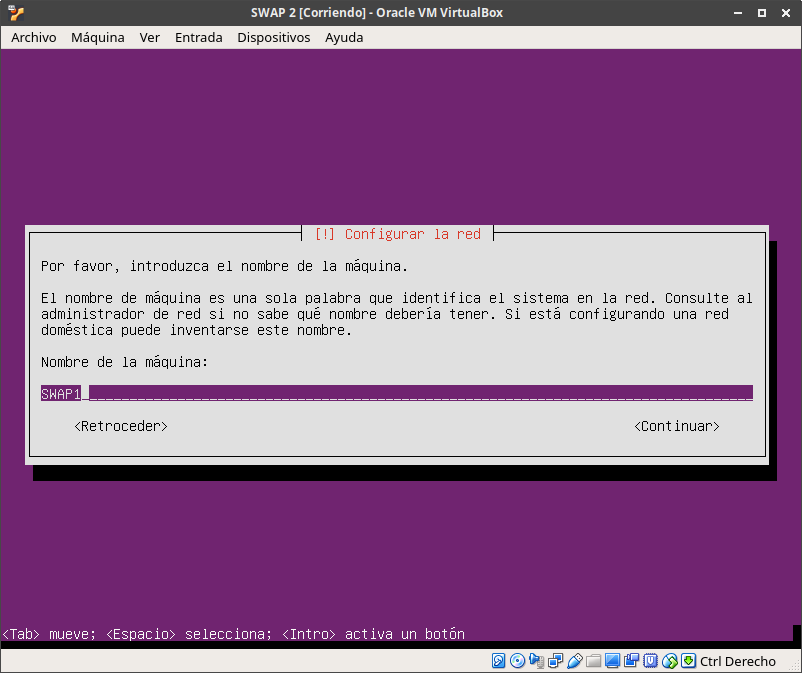 SWAP 2 [Corriendo] - Oracle VM VirtualBox
Archivo Máquina Ver Entrada Dispositivos Ayuda
[!] Configurar la red
Por favor, introduzca el nombre de la máquina.
El nombre de máquina es una sola palabra que identifica el sistema en la red. Consulte al
administrador de red si no sabe qué nombre debería tener. Si está configurando una red
doméstica puede inventarse este nombre.
Nombre de la máquina:
SWAP1
<Retroceder> <Continuar>
<Tab> mueve; <Espacio> selecciona; <Intro> activa un botón
Ctrl Derecho